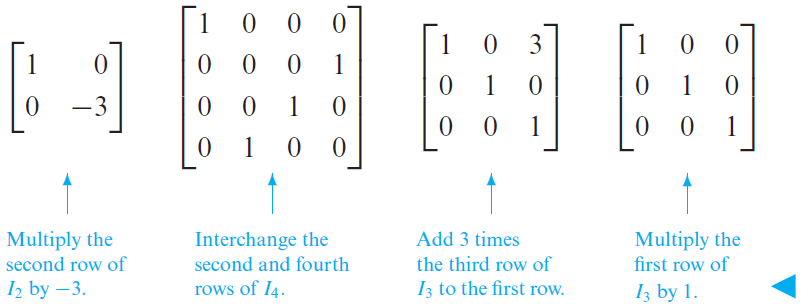 1 0
0 −3
1 0 0 0
0 0 0 1
0 0 1 0
0 1 0 0
1 0 3
0 1 0
0 0 1
1 0 0
0 1 0
0 0 1
Multiply the
second row of
I₂ by −3.
Interchange the
second and fourth
rows of I₄.
Add 3 times
the third row of
I₃ to the first row.
Multiply the
first row of
I₃ by 1.